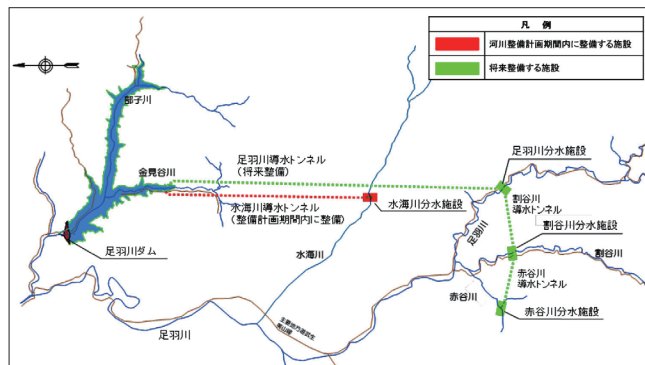 凡 例
河川整備計画期間内に整備する施設
将来整備する施設
部子川
金見谷川
足羽川導水トンネル
(将来整備)
水海川導水トンネル
(整備計画期間内に整備)
足羽川ダム
水海川分水施設
水海川
足羽川分水施設
足羽川
割谷川
導水トンネル
割谷川分水施設
割谷川
赤谷川
導水トンネル
赤谷川
赤谷川分水施設
足羽川